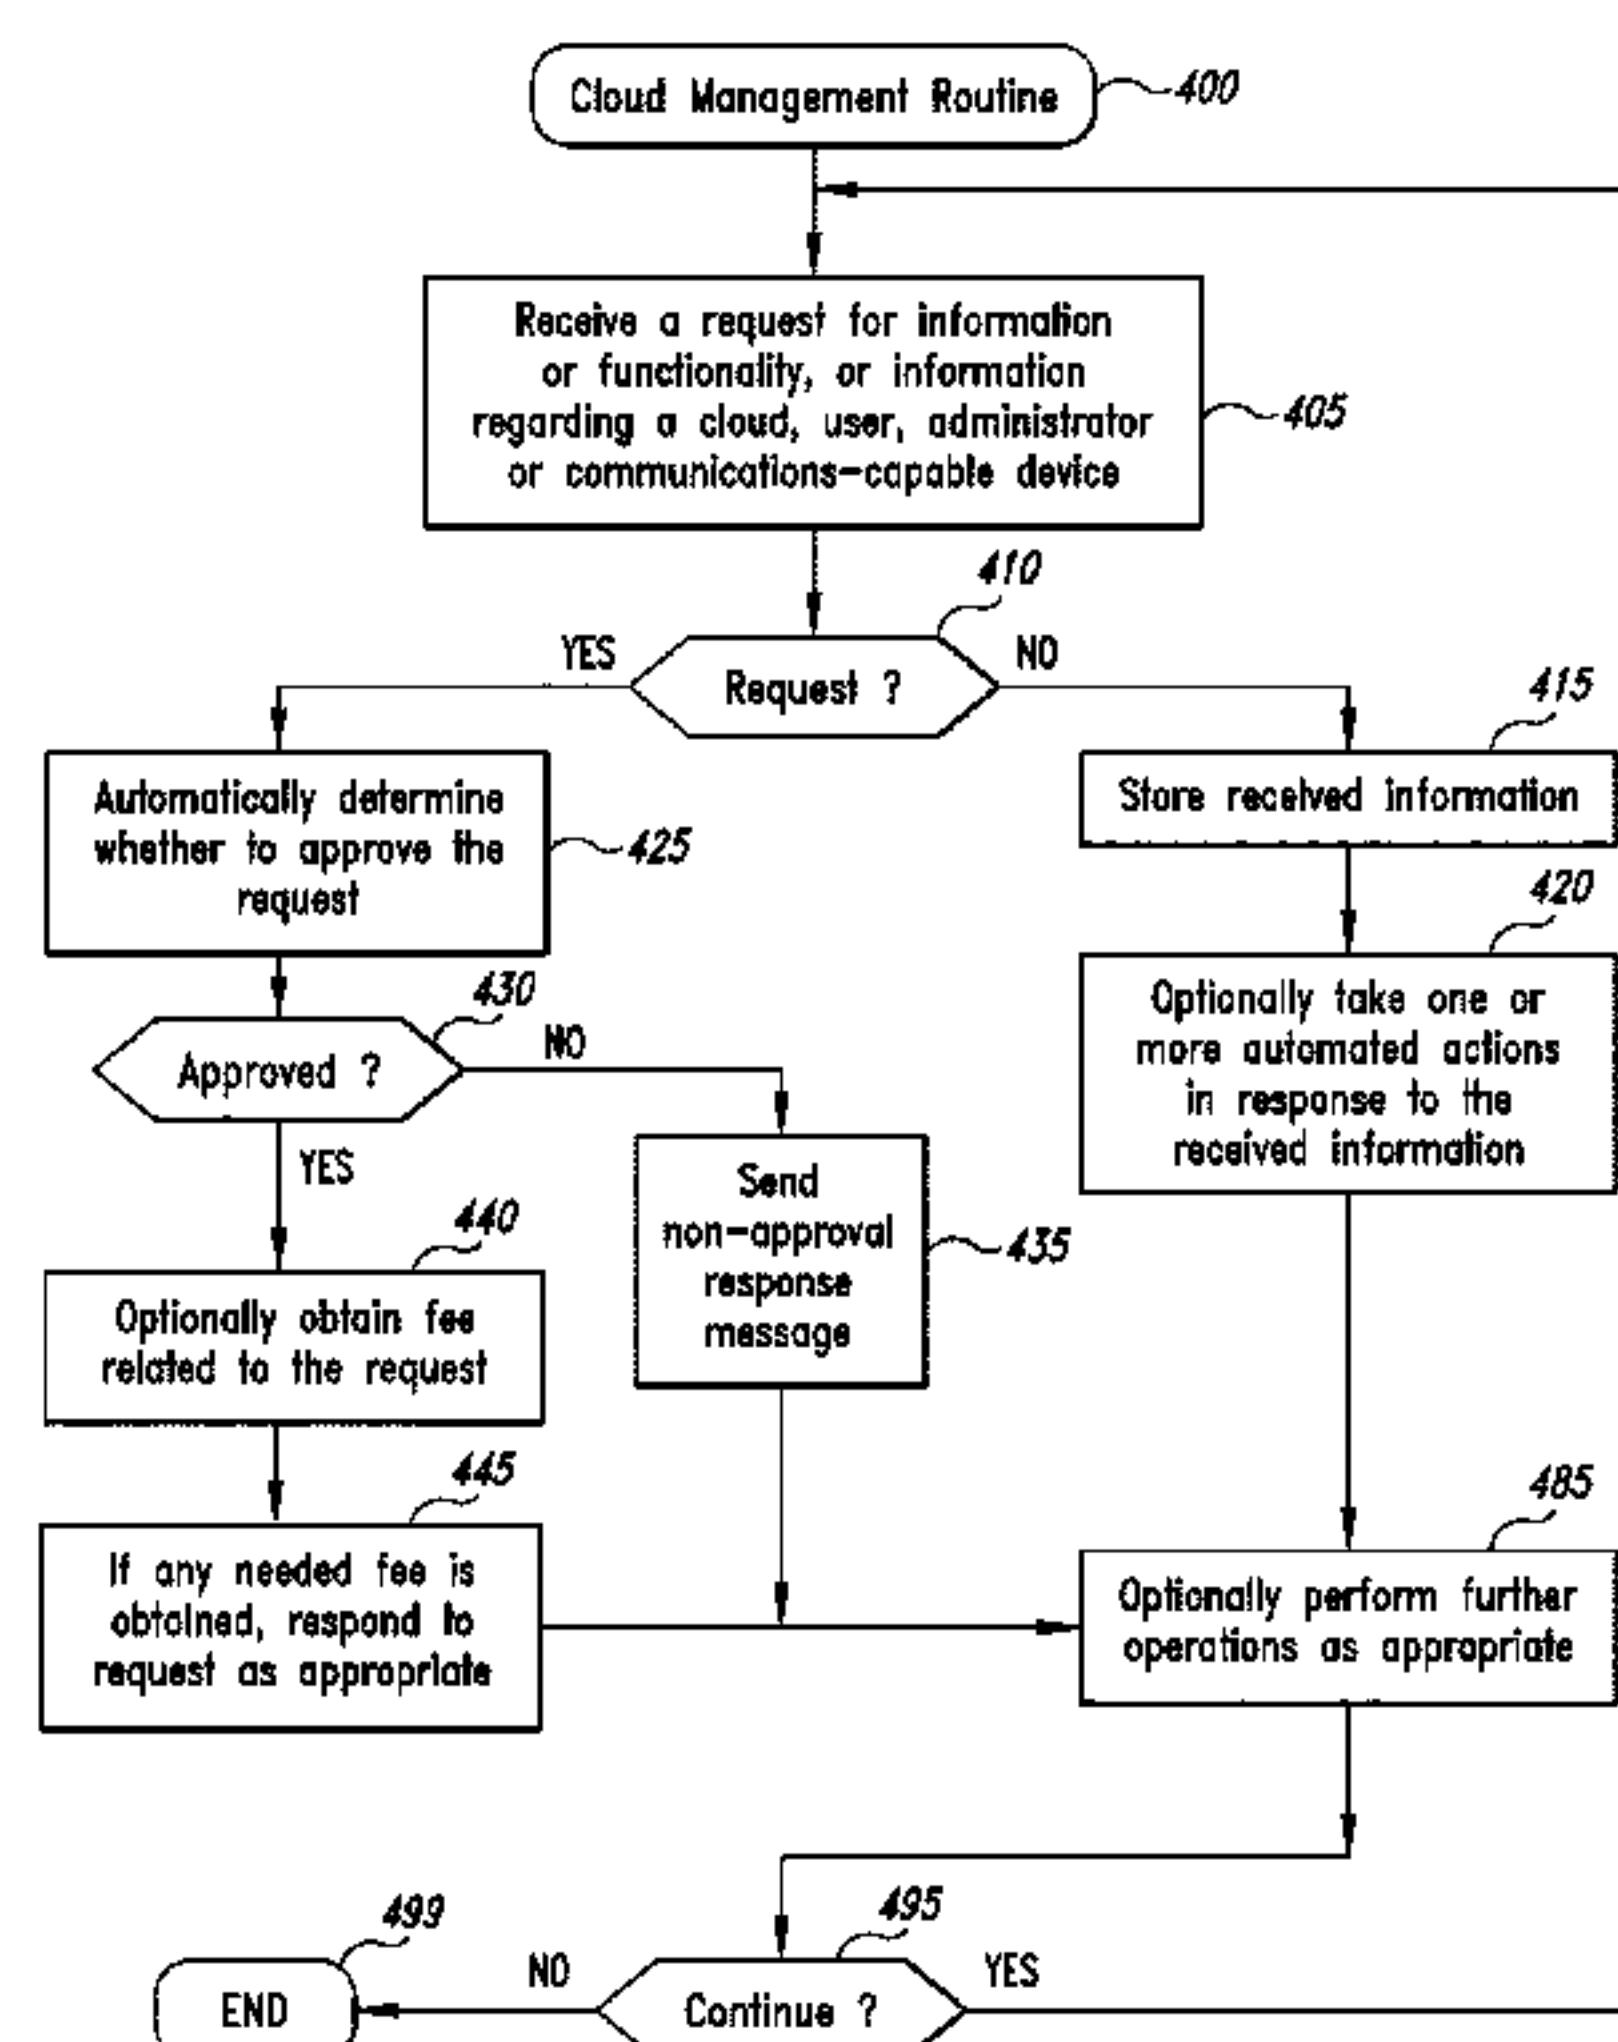 Cloud Management Routine
400
Receive a request for information
or functionality, or information
regarding a cloud, user, administrator
or communications-capable device
405
410
YES
Request ?
NO
415
Store received information
Automatically determine
whether to approve the
request
425
420
Optionally take one or
more automated actions
in response to the
received information
430
Approved ?
NO
YES
Send
non-approval
response
message
435
440
Optionally obtain fee
related to the request
445
If any needed fee is
obtained, respond to
request as appropriate
485
Optionally perform further
operations as appropriate
499
END
NO
495
Continue ?
YES